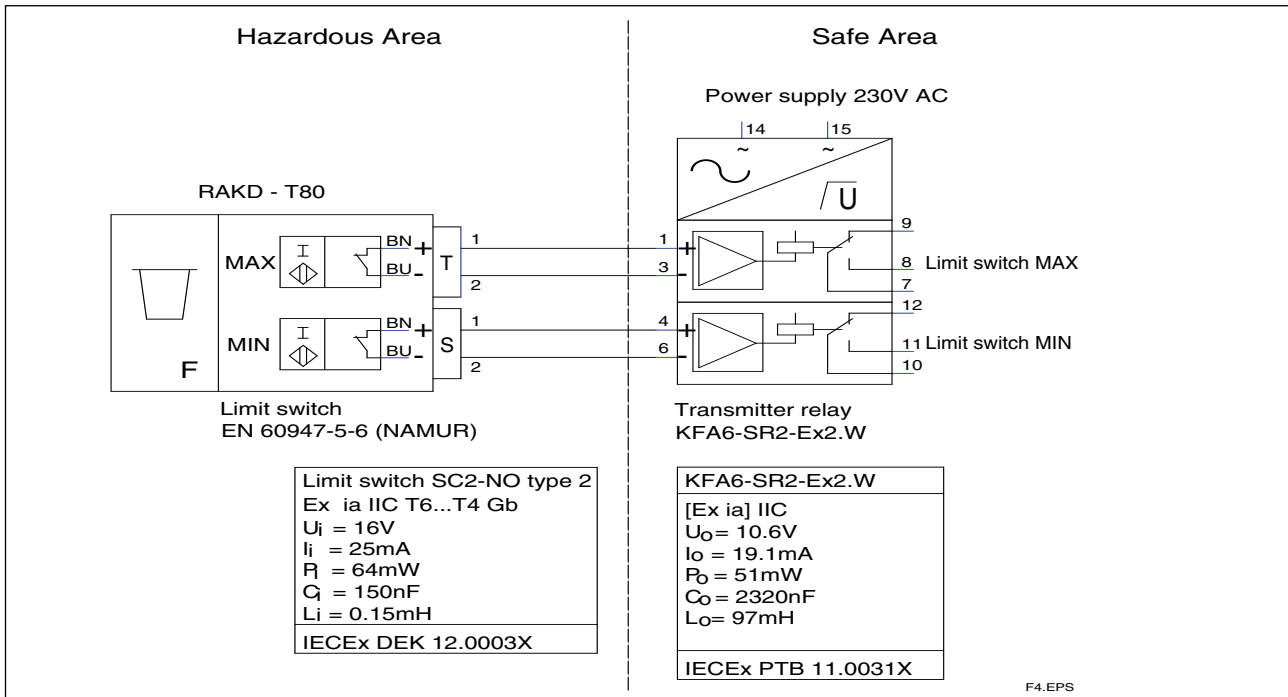 Hazardous Area
Safe Area
Power supply 230V AC
14
15
~
~
U
RAKD - T80
MAX
I
BN +
BU -
T
1
2
1 +
3 -
9
8
7
Limit switch MAX
MIN
I
BN +
BU -
S
1
2
4 +
6 -
12
11
10
Limit switch MIN
F
Limit switch
EN 60947-5-6 (NAMUR)
Transmitter relay
KFA6-SR2-Ex2.W
Limit switch SC2-NO type 2
Ex ia IIC T6...T4 Gb
Ui = 16V
Ii = 25mA
Pi = 64mW
Ci = 150nF
Li = 0.15mH
IECEx DEK 12.0003X
KFA6-SR2-Ex2.W
[Ex ia] IIC
Uo = 10.6V
Io = 19.1mA
Po = 51mW
Co = 2320nF
Lo = 97mH
IECEx PTB 11.0031X
F4.EPS